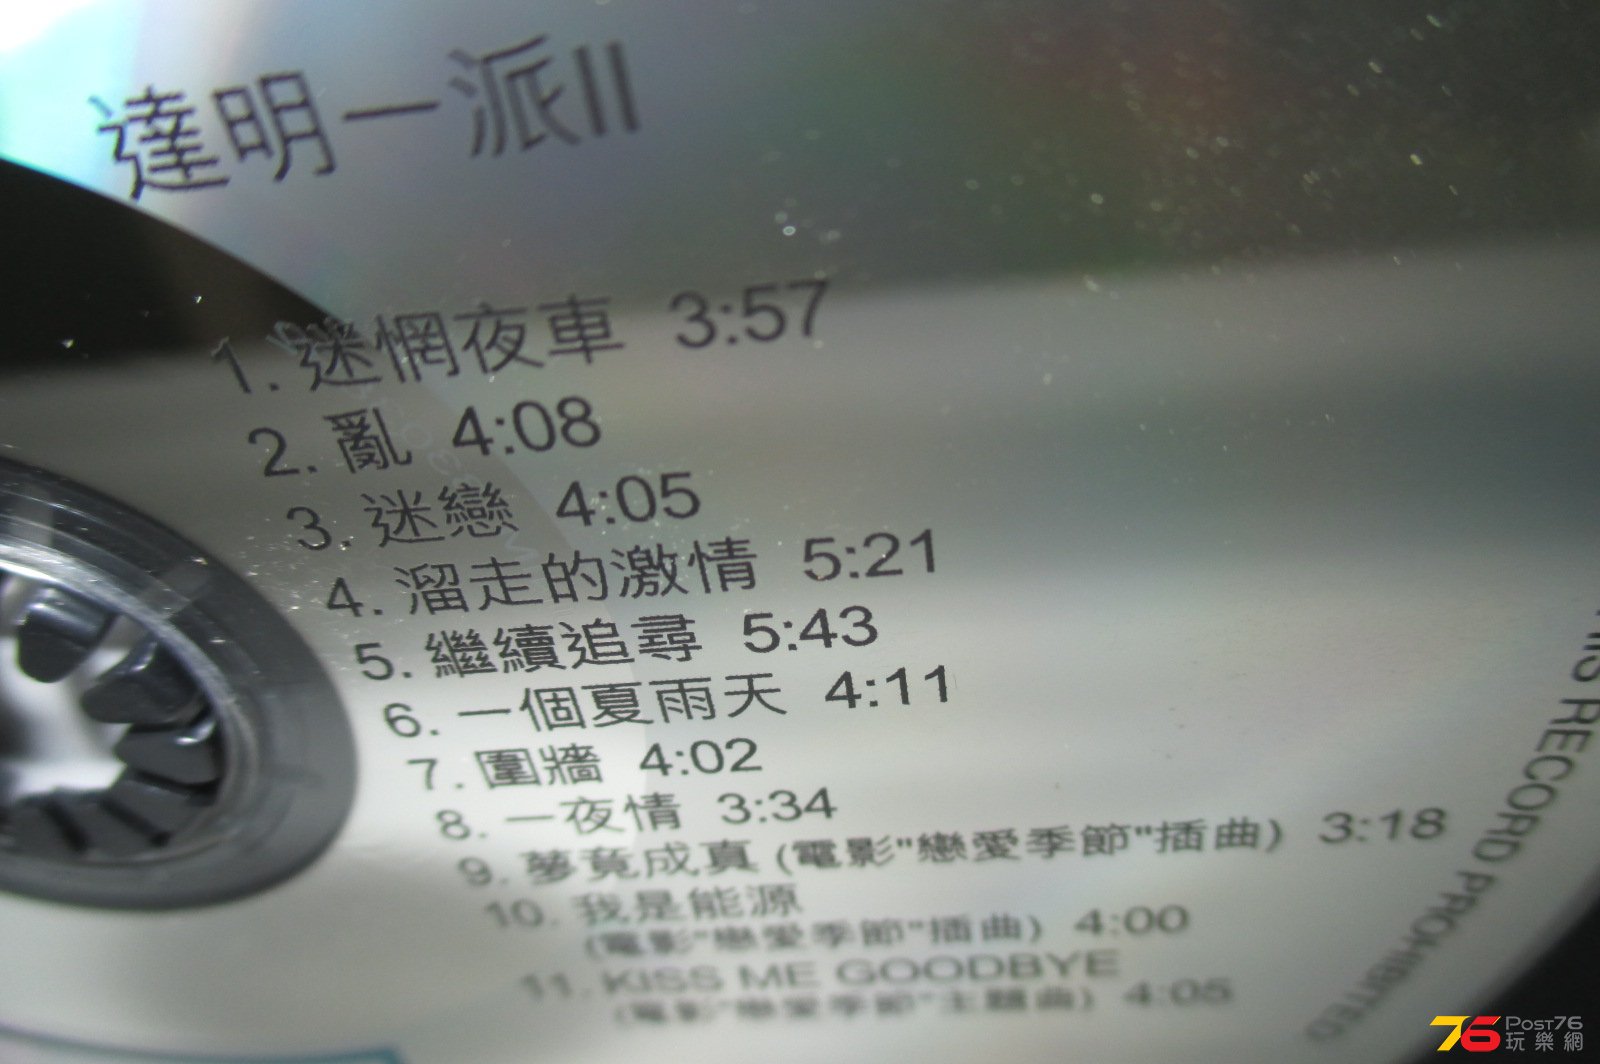 達明一派II
1. 迷惘夜車 3:57
2. 亂 4:08
3. 迷戀 4:05
4. 溜走的激情 5:21
5. 繼續追尋 5:43
6. 一個夏雨天 4:11
7. 圍牆 4:02
8. 一夜情 3:34
9. 夢竟成真 (電影"戀愛季節"插曲) 3:18
10. 我是能源
(電影"戀愛季節"插曲) 4:00
11. KISS ME GOODBYE
(電影"戀愛季節"主題曲) 4:05
THIS RECORD PROHIBITED
76 Post76
玩樂網